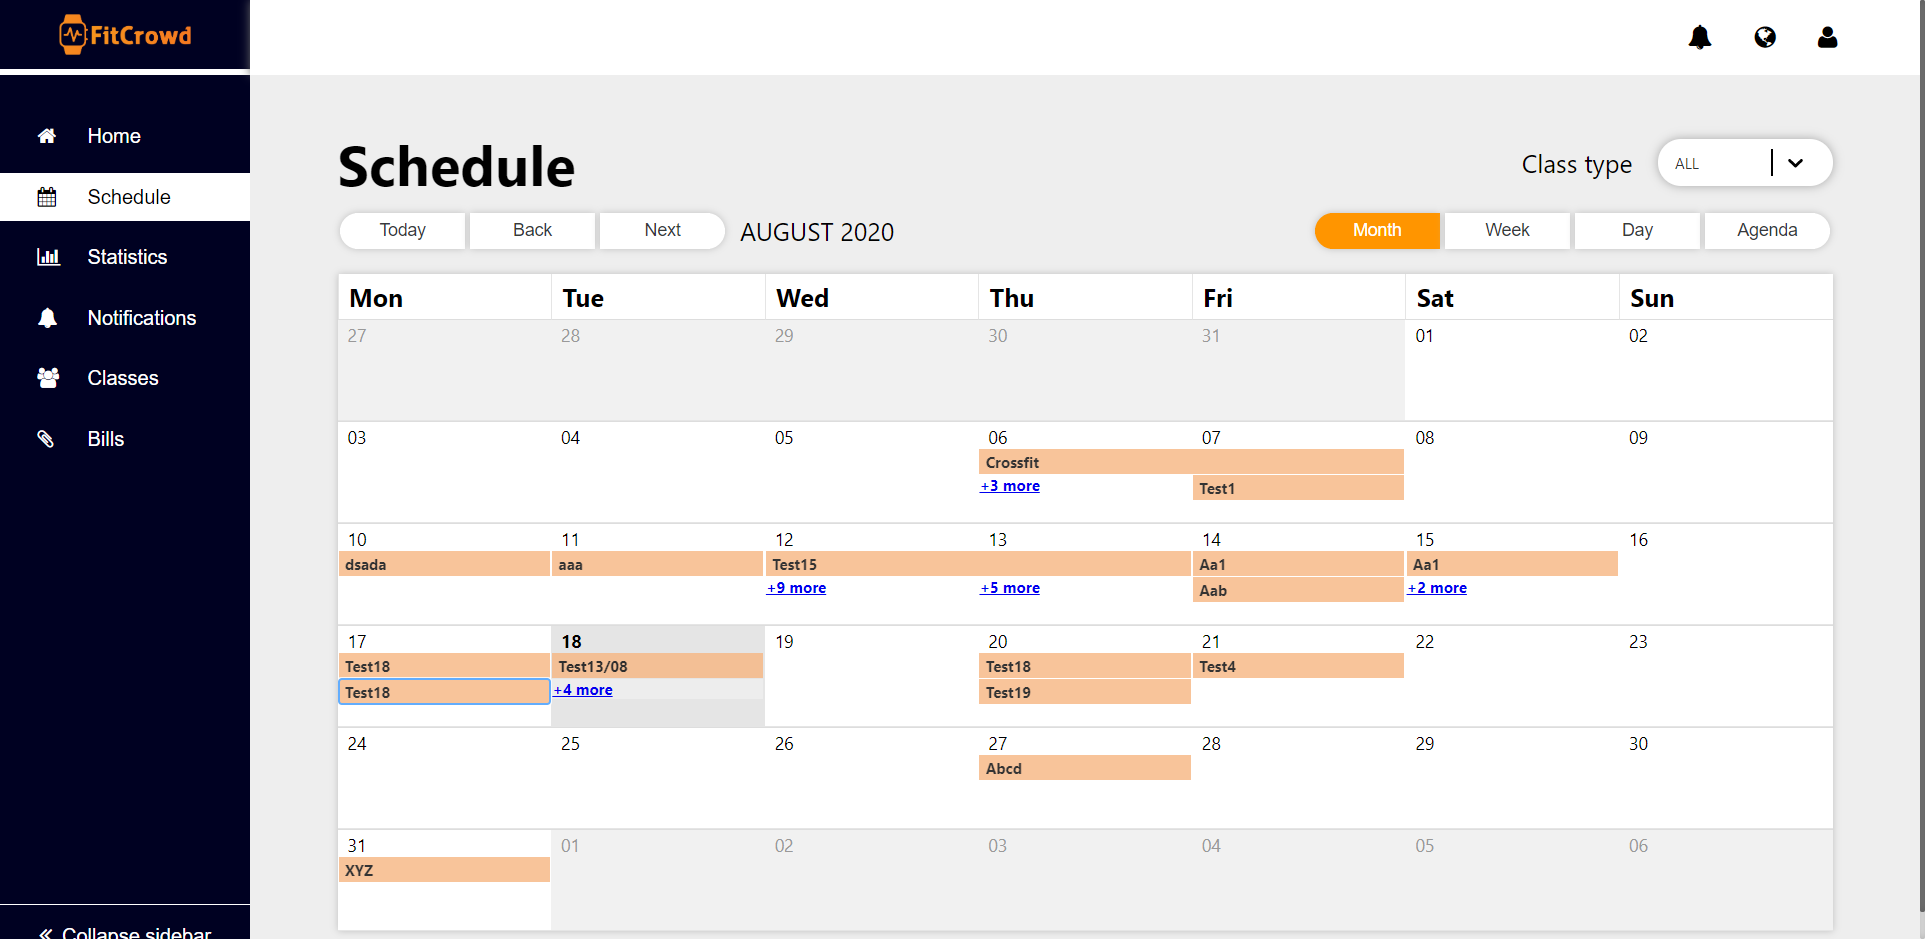 FitCrowd
Home
Schedule
Statistics
Notifications
Classes
Bills
Collapse sidebar
Schedule
Class type ALL
Today Back Next AUGUST 2020 Month Week Day Agenda
Mon Tue Wed Thu Fri Sat Sun
27 28 29 30 31 01 02
03 04 05 06 07 08 09
Crossfit
+3 more Test1
10 11 12 13 14 15 16
dsada aaa Test15 Aa1 Aa1
+9 more +5 more Aab +2 more
17 18 19 20 21 22 23
Test18 Test13/08 Test18 Test4
Test18 +4 more Test19
24 25 26 27 28 29 30
Abcd
31 01 02 03 04 05 06
XYZ